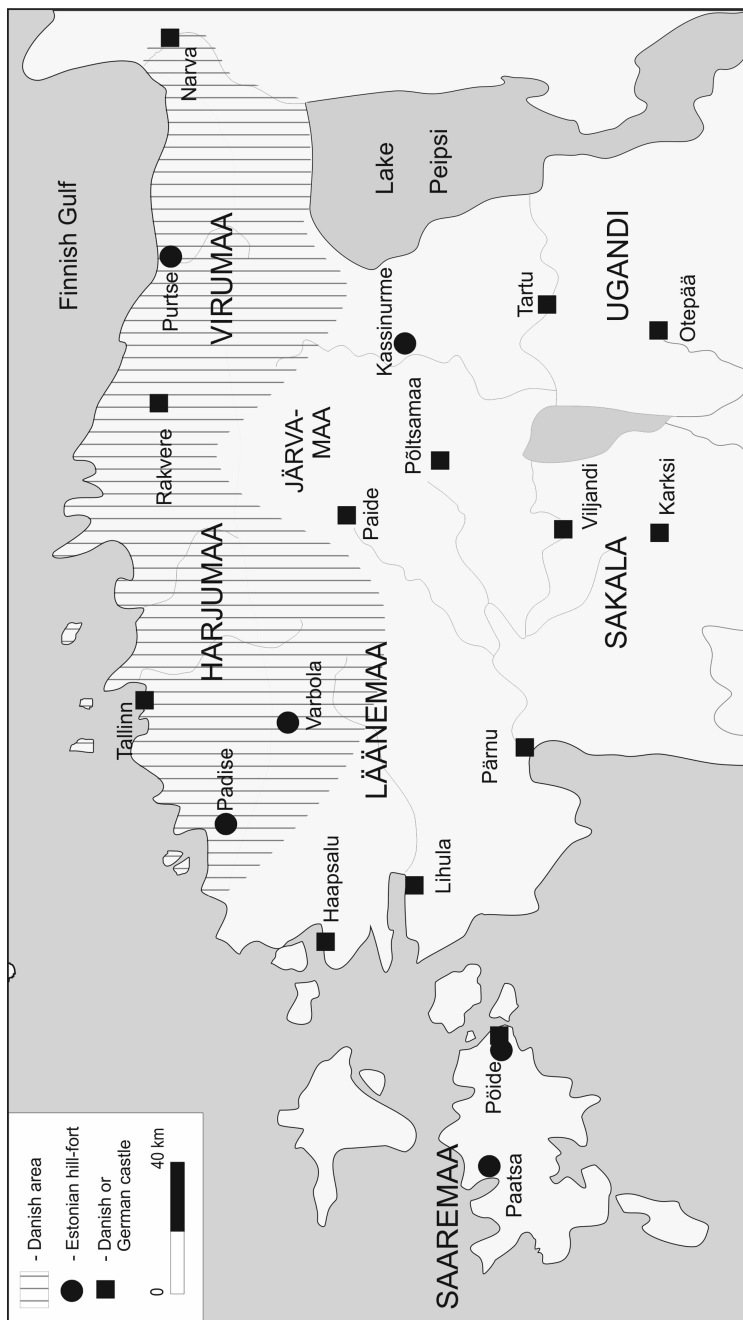 - Danish area
- Estonian hill-fort
- Danish or
German castle
0
40 km
Finnish Gulf
Narva
Purtse
VIRUMAA
Rakvere
HARJUMAA
Tallinn
Padise
Varbola
LÄÄNEMAA
Haapsalu
Lihula
JÄRVA-
MAA
Paide
Põltsamaa
Kassinurme
Lake
Peipsi
Tartu
UGANDI
Otepää
Viljandi
SAKALA
Karksi
Pärnu
SAAREMAA
Pöide
Paatsa